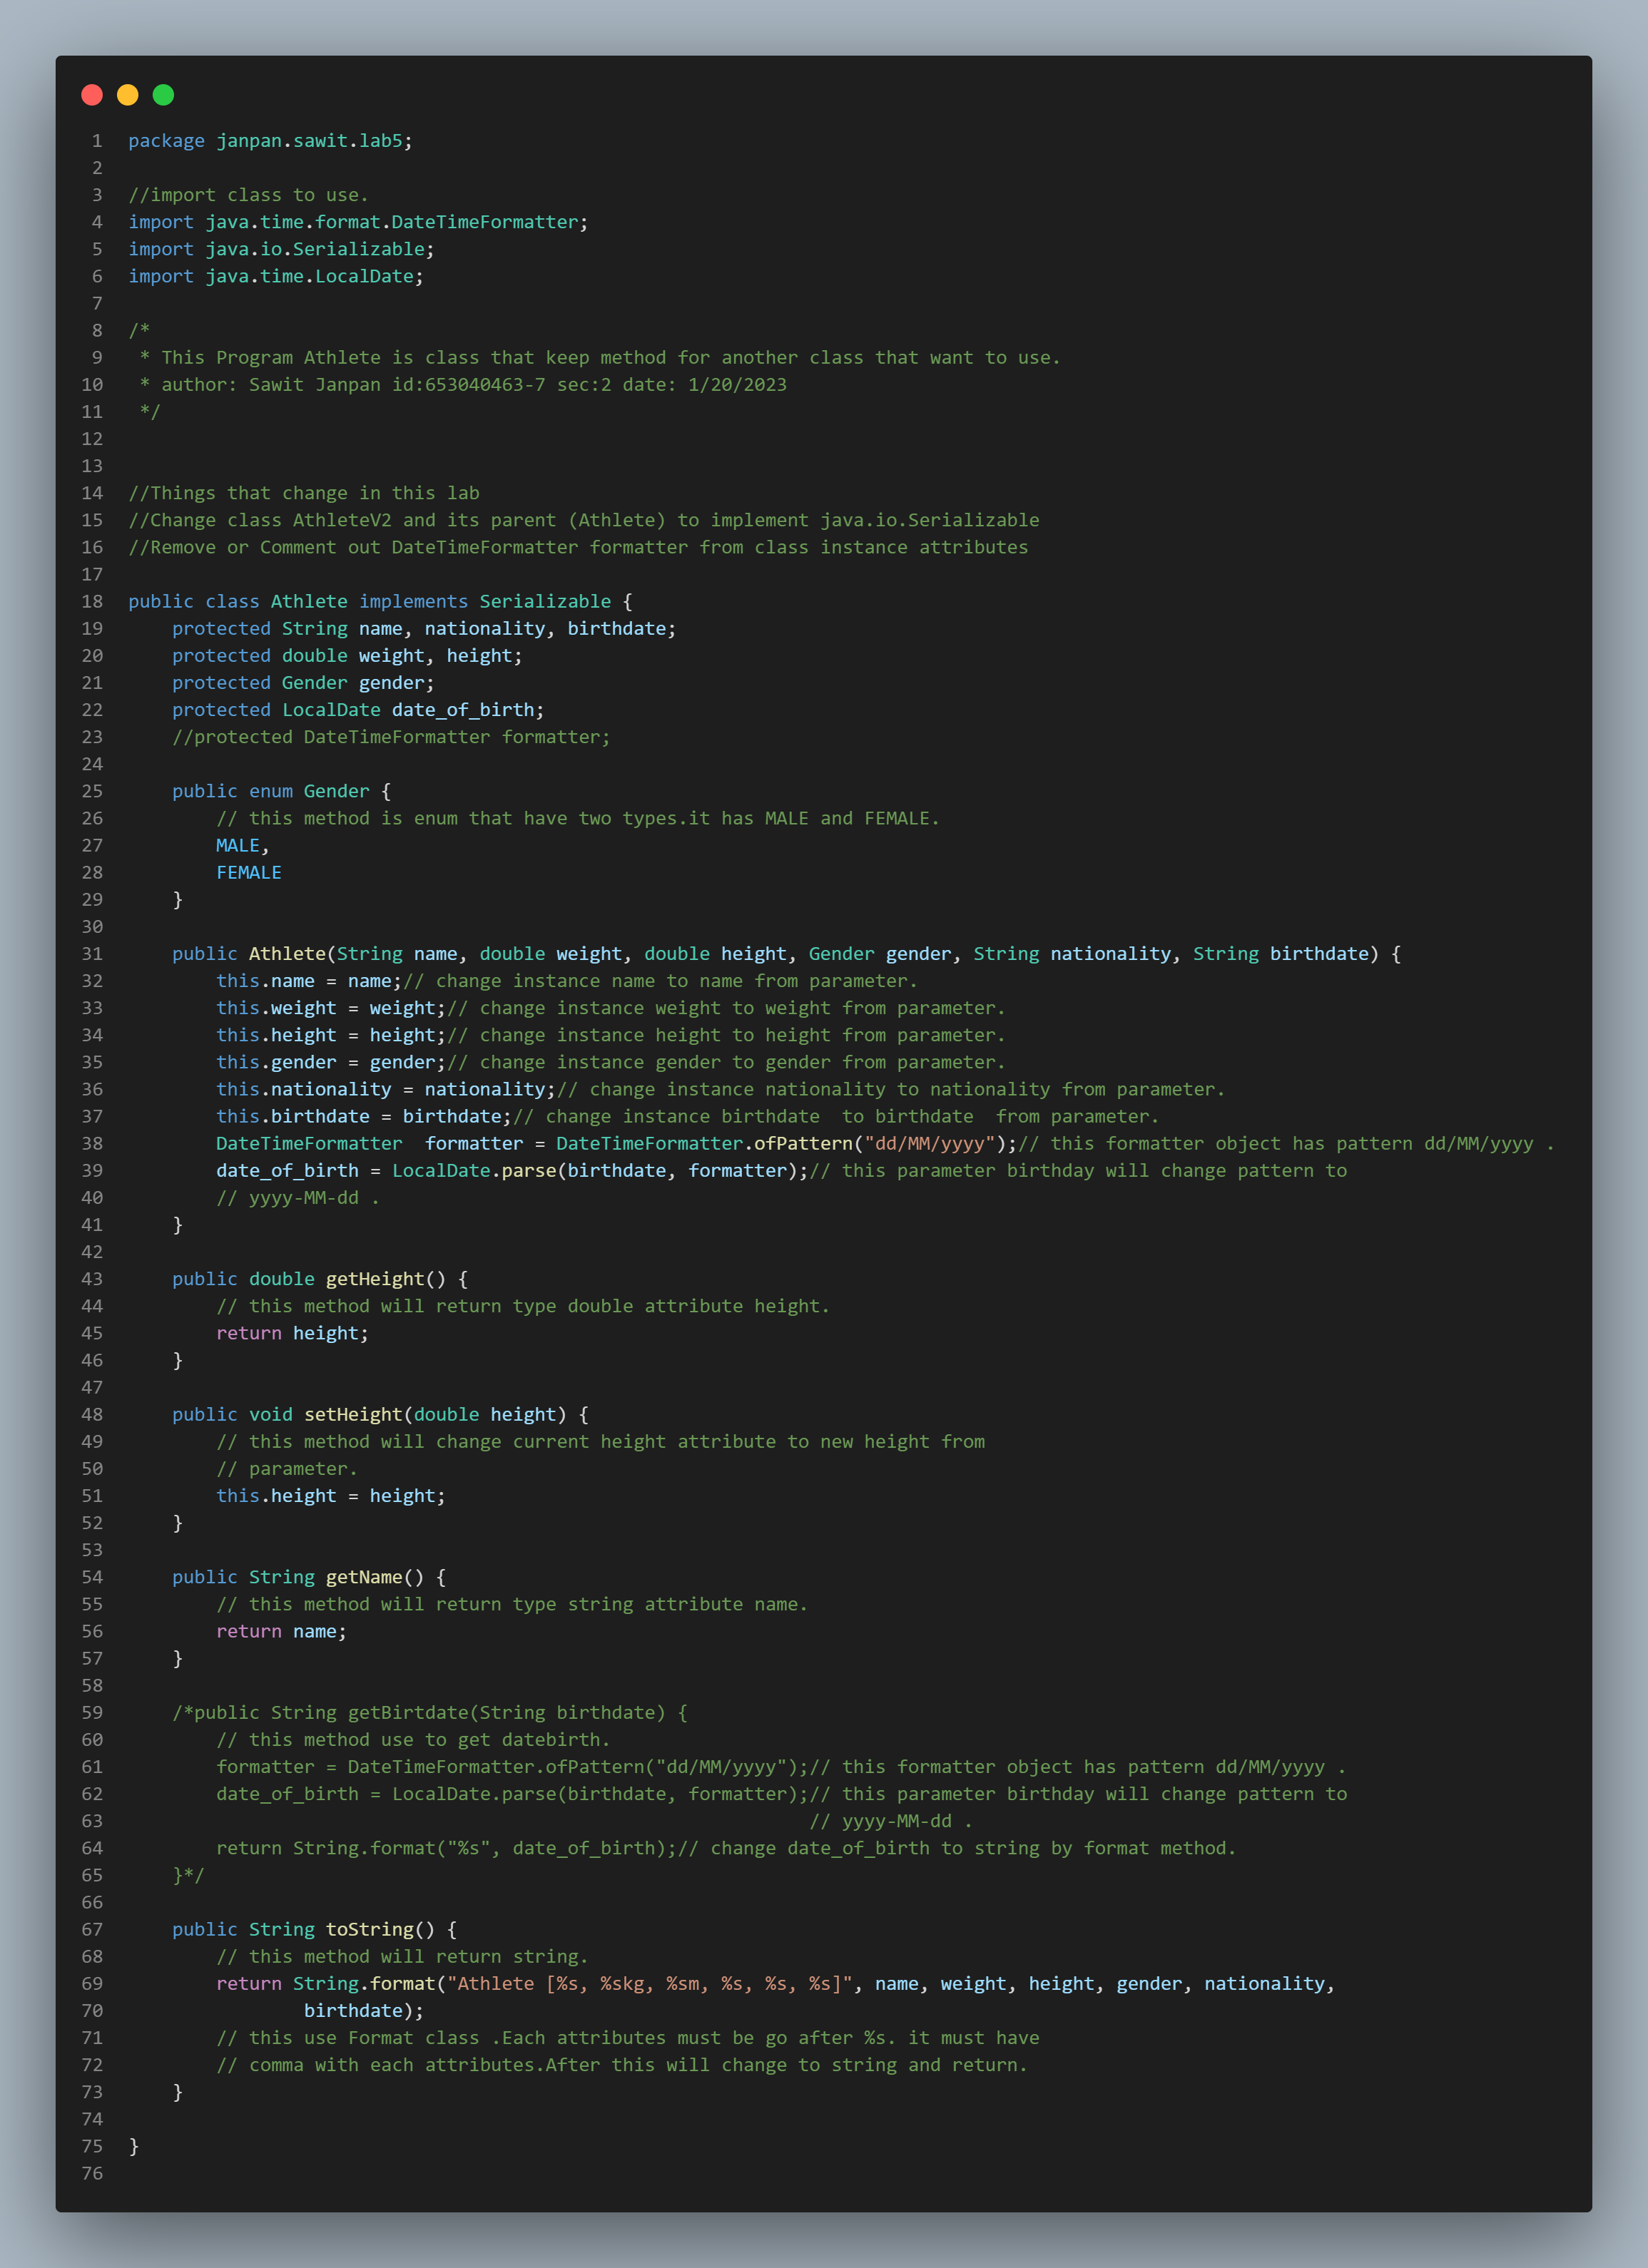 1 package janpan.sawit.lab5;
2
3 //import class to use.
4 import java.time.format.DateTimeFormatter;
5 import java.io.Serializable;
6 import java.time.LocalDate;
7
8 /*
9  * This Program Athlete is class that keep method for another class that want to use.
10  * author: Sawit Janpan id:653040463-7 sec:2 date: 1/20/2023
11  */
12
13
14 //Things that change in this lab
15 //Change class AthleteV2 and its parent (Athlete) to implement java.io.Serializable
16 //Remove or Comment out DateTimeFormatter formatter from class instance attributes
17
18 public class Athlete implements Serializable {
19     protected String name, nationality, birthdate;
20     protected double weight, height;
21     protected Gender gender;
22     protected LocalDate date_of_birth;
23     //protected DateTimeFormatter formatter;
24
25     public enum Gender {
26         // this method is enum that have two types.it has MALE and FEMALE.
27         MALE,
28         FEMALE
29     }
30
31     public Athlete(String name, double weight, double height, Gender gender, String nationality, String birthdate) {
32         this.name = name;// change instance name to name from parameter.
33         this.weight = weight;// change instance weight to weight from parameter.
34         this.height = height;// change instance height to height from parameter.
35         this.gender = gender;// change instance gender to gender from parameter.
36         this.nationality = nationality;// change instance nationality to nationality from parameter.
37         this.birthdate = birthdate;// change instance birthdate  to birthdate  from parameter.
38         DateTimeFormatter  formatter = DateTimeFormatter.ofPattern("dd/MM/yyyy");// this formatter object has pattern dd/MM/yyyy .
39         date_of_birth = LocalDate.parse(birthdate, formatter);// this parameter birthday will change pattern to
40         // yyyy-MM-dd .
41     }
42
43     public double getHeight() {
44         // this method will return type double attribute height.
45         return height;
46     }
47
48     public void setHeight(double height) {
49         // this method will change current height attribute to new height from
50         // parameter.
51         this.height = height;
52     }
53
54     public String getName() {
55         // this method will return type string attribute name.
56         return name;
57     }
58
59     /*public String getBirtdate(String birthdate) {
60         // this method use to get datebirth.
61         formatter = DateTimeFormatter.ofPattern("dd/MM/yyyy");// this formatter object has pattern dd/MM/yyyy .
62         date_of_birth = LocalDate.parse(birthdate, formatter);// this parameter birthday will change pattern to
63                                                               // yyyy-MM-dd .
64         return String.format("%s", date_of_birth);// change date_of_birth to string by format method.
65     }*/
66
67     public String toString() {
68         // this method will return string.
69         return String.format("Athlete [%s, %skg, %sm, %s, %s, %s]", name, weight, height, gender, nationality,
70                 birthdate);
71         // this use Format class .Each attributes must be go after %s. it must have
72         // comma with each attributes.After this will change to string and return.
73     }
74
75 }
76